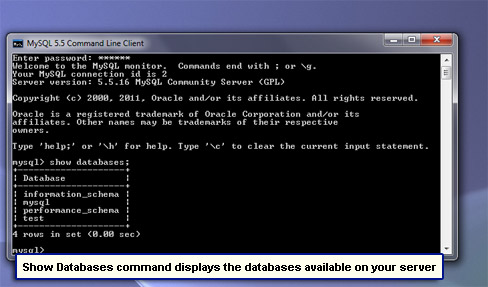 MySQL 5.5 Command Line Client
Enter password: ******
Welcome to the MySQL monitor.  Commands end with ; or \g.
Your MySQL connection id is 2
Server version: 5.5.16 MySQL Community Server (GPL)
Copyright (c) 2000, 2011, Oracle and/or its affiliates. All rights reserved.
Oracle is a registered trademark of Oracle Corporation and/or its
affiliates. Other names may be trademarks of their respective
owners.
Type 'help;' or '\h' for help. Type '\c' to clear the current input statement.
mysql> show databases;
+--------------------+
| Database           |
+--------------------+
| information_schema |
| mysql              |
| performance_schema |
| test               |
+--------------------+
4 rows in set (0.00 sec)
mysql>
Show Databases command displays the databases available on your server